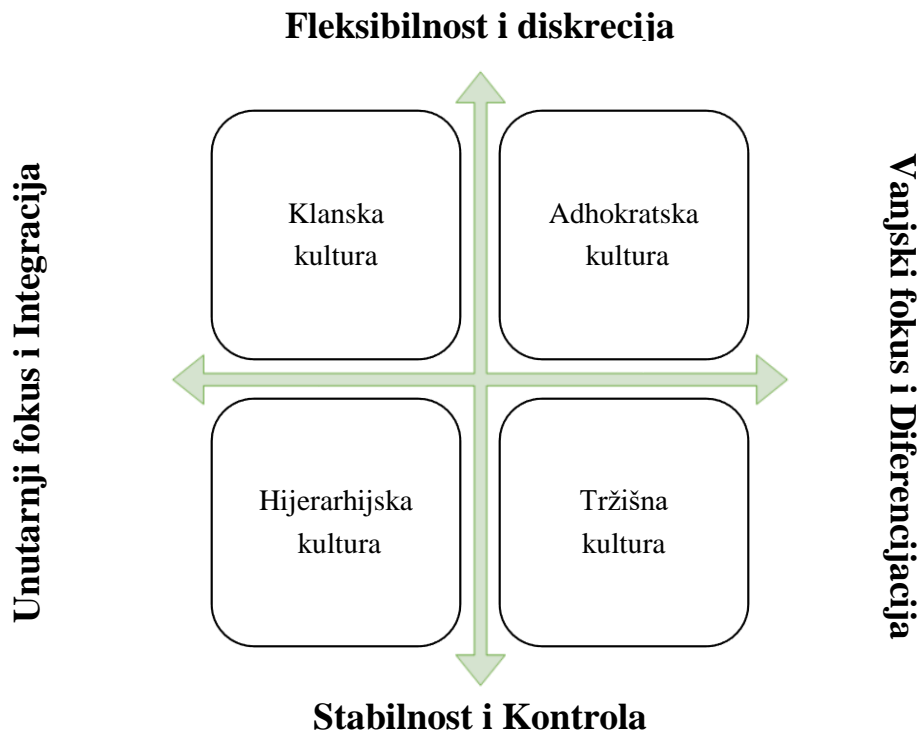 Fleksibilnost i diskrecija
Unutarnji fokus i Integracija
Klanska
kultura
Adhokratska
kultura
Vanjski fokus i Diferencijacija
Hijerarhijska
kultura
Tržišna
kultura
Stabilnost i Kontrola